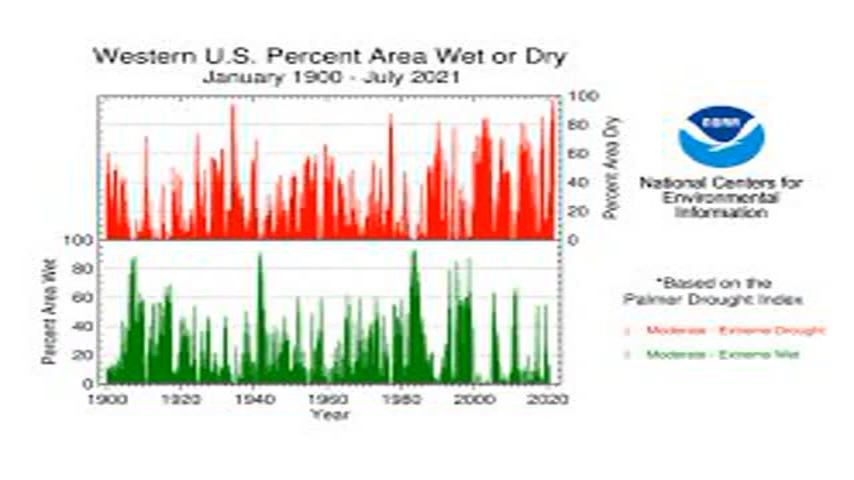 Western U.S. Percent Area Wet or Dry
January 1900 - July 2021
100
80
60
40
20
0
Percent Area Dry
100
80
60
40
20
0
Percent Area Wet
1900 1920 1940 1960 1980 2000 2020
Year
NOAA
National Centers for
Environmental
Information
*Based on the
Palmer Drought Index
Moderate - Extreme Drought
Moderate - Extreme Wet